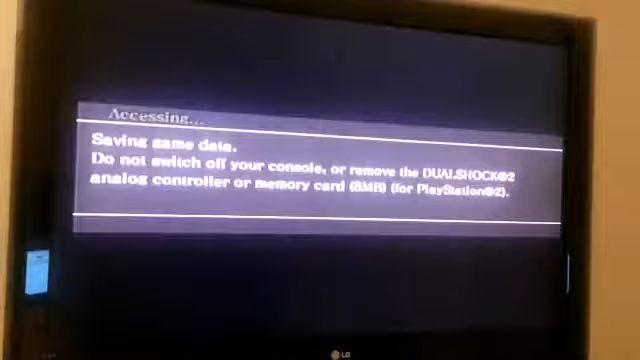 Accessing...
Saving game data.
Do not switch off your console, or remove the DUALSHOCK®2
analog controller or memory card (8MB) (for PlayStation®2).
LG